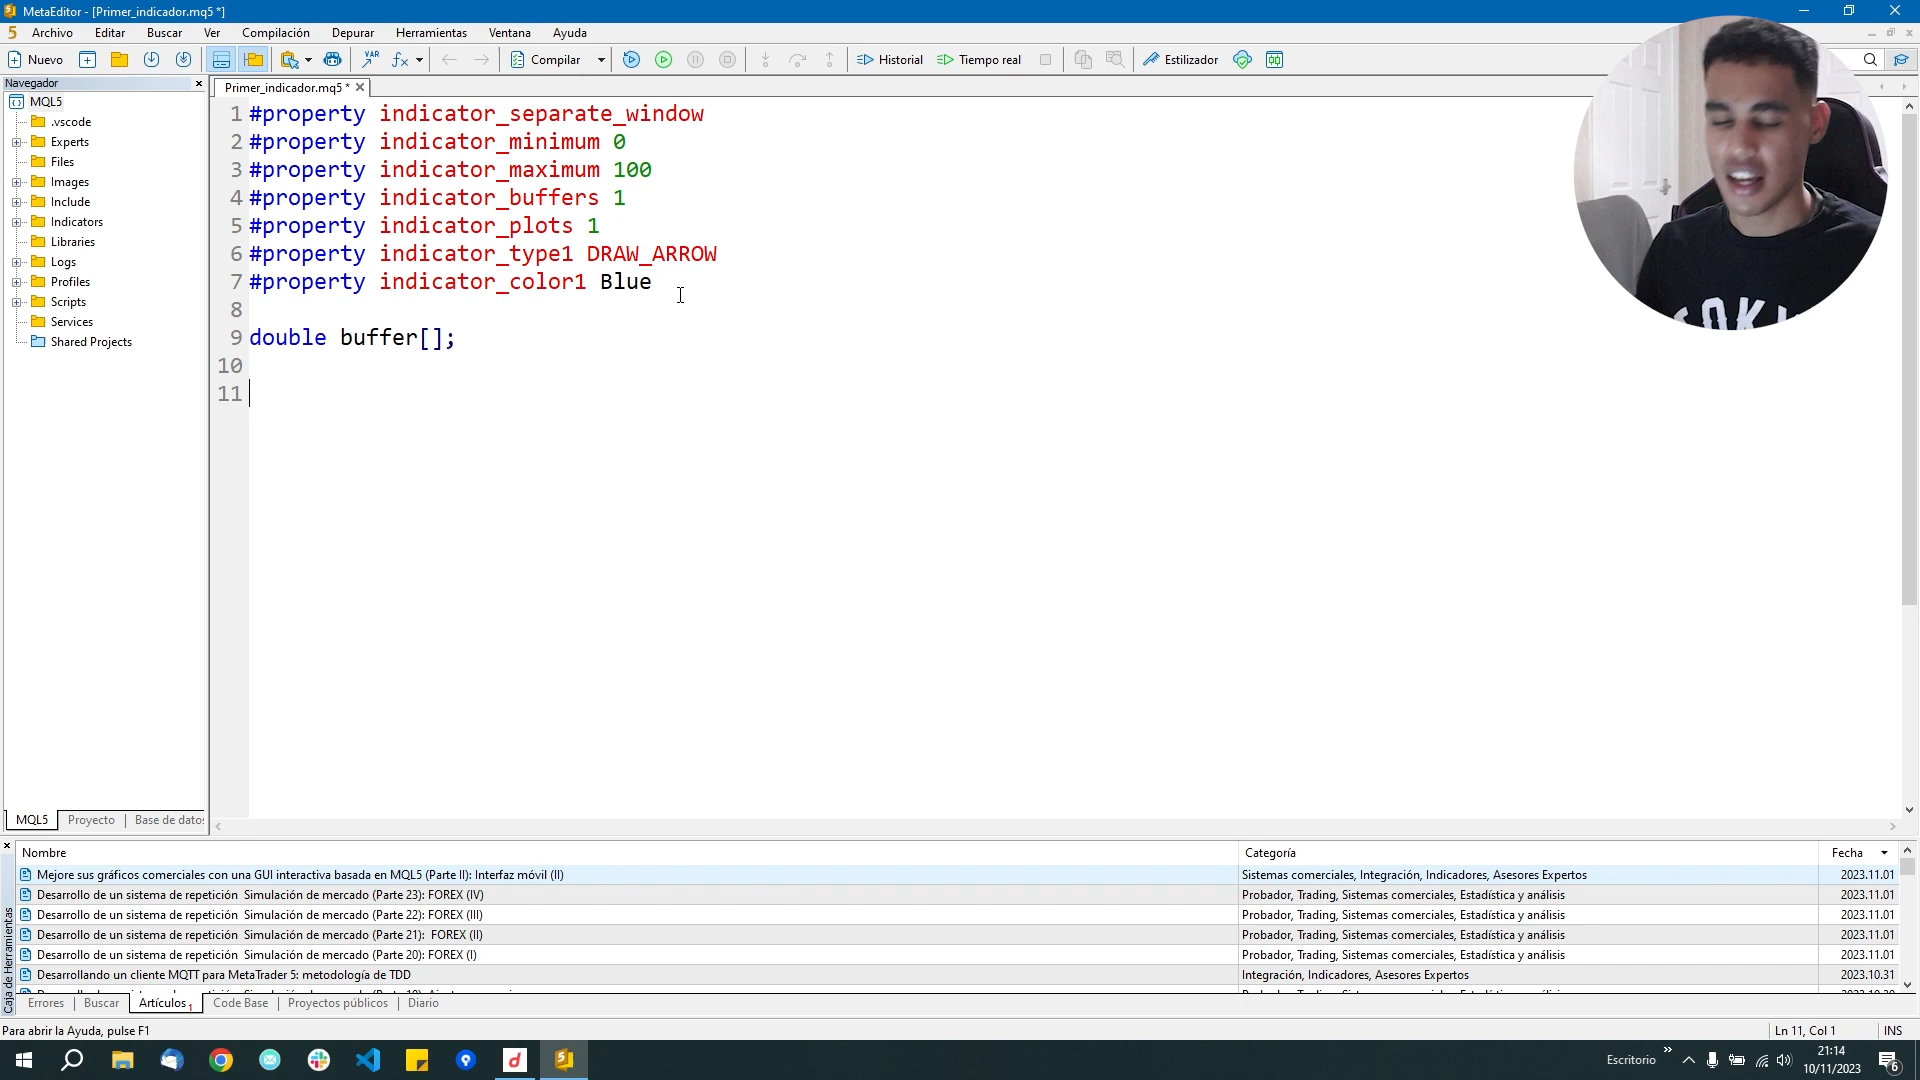 MetaEditor - [Primer_indicador.mq5 *]
5 Archivo Editar Buscar Ver Compilación Depurar Herramientas Ventana Ayuda
Nuevo VAR fx Compilar Historial Tiempo real Estilizador
Navegador
MQL5
.vscode
Experts
Files
Images
Include
Indicators
Libraries
Logs
Profiles
Scripts
Services
Shared Projects
MQL5 Proyecto Base de datos
Primer_indicador.mq5 *
1 #property indicator_separate_window
2 #property indicator_minimum 0
3 #property indicator_maximum 100
4 #property indicator_buffers 1
5 #property indicator_plots 1
6 #property indicator_type1 DRAW_ARROW
7 #property indicator_color1 Blue
8
9 double buffer[];
10
11
Nombre Categoría Fecha
Mejore sus gráficos comerciales con una GUI interactiva basada en MQL5 (Parte II): Interfaz móvil (II) Sistemas comerciales, Integración, Indicadores, Asesores Expertos 2023.11.01
Desarrollo de un sistema de repetición Simulación de mercado (Parte 23): FOREX (IV) Probador, Trading, Sistemas comerciales, Estadística y análisis 2023.11.01
Desarrollo de un sistema de repetición Simulación de mercado (Parte 22): FOREX (III) Probador, Trading, Sistemas comerciales, Estadística y análisis 2023.11.01
Desarrollo de un sistema de repetición Simulación de mercado (Parte 21): FOREX (II) Probador, Trading, Sistemas comerciales, Estadística y análisis 2023.11.01
Desarrollo de un sistema de repetición Simulación de mercado (Parte 20): FOREX (I) Probador, Trading, Sistemas comerciales, Estadística y análisis 2023.11.01
Desarrollando un cliente MQTT para MetaTrader 5: metodología de TDD Integración, Indicadores, Asesores Expertos 2023.10.31
Caja de Herramientas
Errores Buscar Artículos 1 Code Base Proyectos públicos Diario
Para abrir la Ayuda, pulse F1 Ln 11, Col 1 INS
Escritorio 21:14
10/11/2023
6